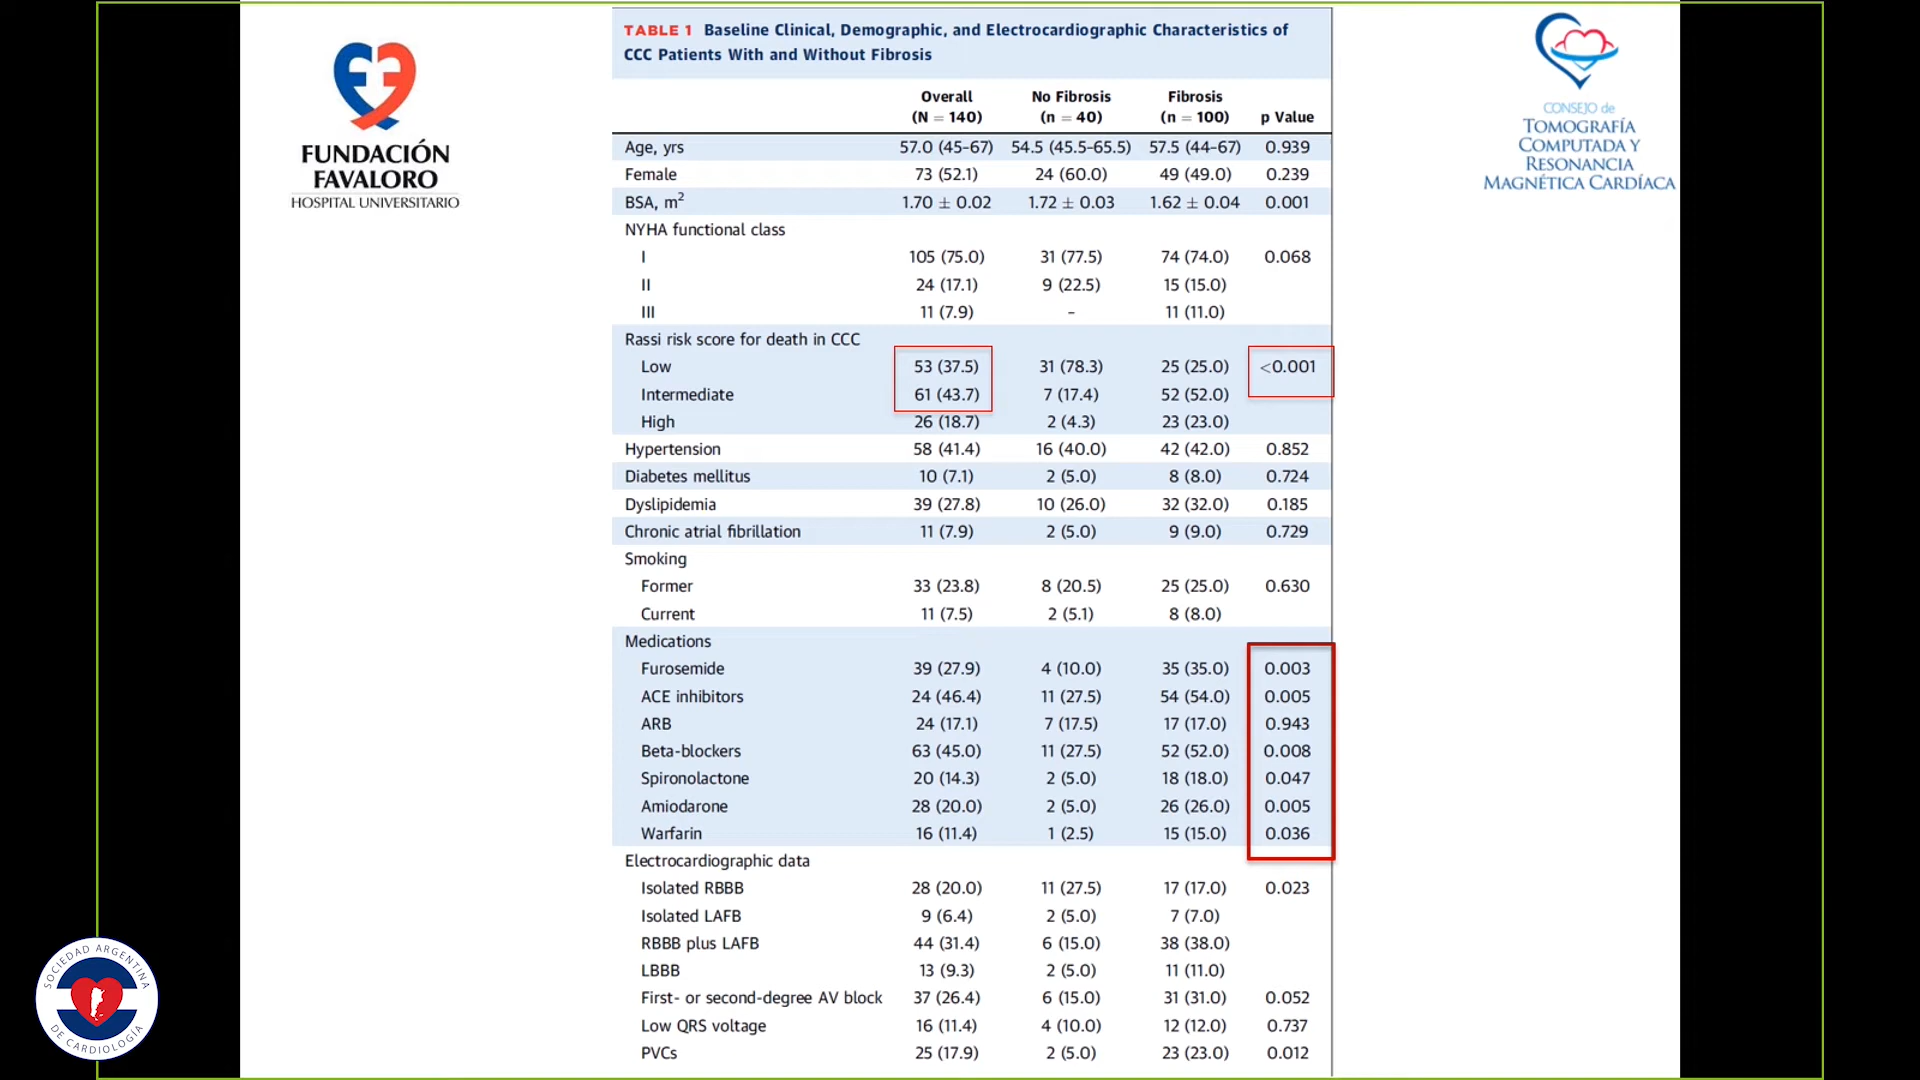 FUNDACIÓN
FAVALORO
HOSPITAL UNIVERSITARIO
TABLE 1 Baseline Clinical, Demographic, and Electrocardiographic Characteristics of
CCC Patients With and Without Fibrosis
CONSEJO de
TOMOGRAFÍA
COMPUTADA Y
RESONANCIA
MAGNÉTICA CARDÍACA
Overall No Fibrosis Fibrosis
(N = 140) (n = 40) (n = 100) p Value
Age, yrs 57.0 (45–67) 54.5 (45.5–65.5) 57.5 (44–67) 0.939
Female 73 (52.1) 24 (60.0) 49 (49.0) 0.239
BSA, m² 1.70 ± 0.02 1.72 ± 0.03 1.62 ± 0.04 0.001
NYHA functional class
I 105 (75.0) 31 (77.5) 74 (74.0) 0.068
II 24 (17.1) 9 (22.5) 15 (15.0)
III 11 (7.9) – 11 (11.0)
Rassi risk score for death in CCC
Low 53 (37.5) 31 (78.3) 25 (25.0) <0.001
Intermediate 61 (43.7) 7 (17.4) 52 (52.0)
High 26 (18.7) 2 (4.3) 23 (23.0)
Hypertension 58 (41.4) 16 (40.0) 42 (42.0) 0.852
Diabetes mellitus 10 (7.1) 2 (5.0) 8 (8.0) 0.724
Dyslipidemia 39 (27.8) 10 (26.0) 32 (32.0) 0.185
Chronic atrial fibrillation 11 (7.9) 2 (5.0) 9 (9.0) 0.729
Smoking
Former 33 (23.8) 8 (20.5) 25 (25.0) 0.630
Current 11 (7.5) 2 (5.1) 8 (8.0)
Medications
Furosemide 39 (27.9) 4 (10.0) 35 (35.0) 0.003
ACE inhibitors 24 (46.4) 11 (27.5) 54 (54.0) 0.005
ARB 24 (17.1) 7 (17.5) 17 (17.0) 0.943
Beta-blockers 63 (45.0) 11 (27.5) 52 (52.0) 0.008
Spironolactone 20 (14.3) 2 (5.0) 18 (18.0) 0.047
Amiodarone 28 (20.0) 2 (5.0) 26 (26.0) 0.005
Warfarin 16 (11.4) 1 (2.5) 15 (15.0) 0.036
Electrocardiographic data
Isolated RBBB 28 (20.0) 11 (27.5) 17 (17.0) 0.023
Isolated LAFB 9 (6.4) 2 (5.0) 7 (7.0)
RBBB plus LAFB 44 (31.4) 6 (15.0) 38 (38.0)
LBBB 13 (9.3) 2 (5.0) 11 (11.0)
First- or second-degree AV block 37 (26.4) 6 (15.0) 31 (31.0) 0.052
Low QRS voltage 16 (11.4) 4 (10.0) 12 (12.0) 0.737
PVCs 25 (17.9) 2 (5.0) 23 (23.0) 0.012
SOCIEDAD ARGENTINA
DE CARDIOLOGÍA